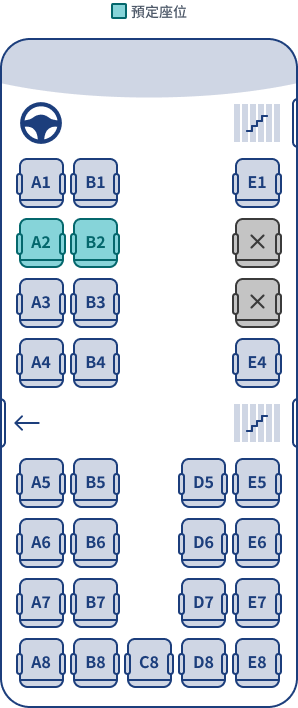 預定座位
A1 B1 E1
A2 B2
A3 B3
A4 B4 E4
A5 B5 D5 E5
A6 B6 D6 E6
A7 B7 D7 E7
A8 B8 C8 D8 E8